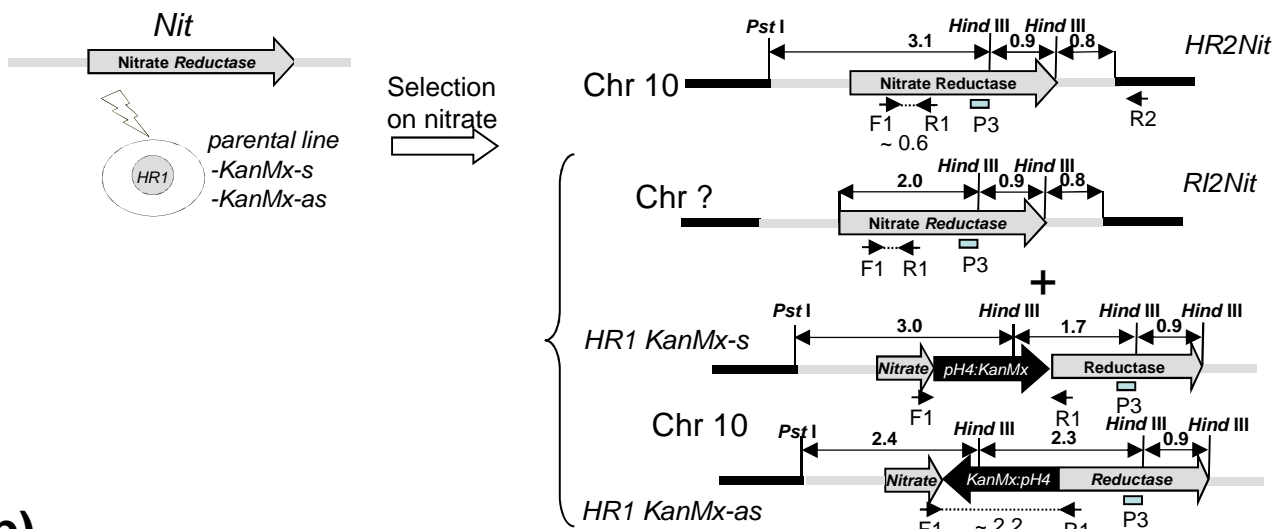 Nit
Nitrate Reductase
HR1
parental line
-KanMx-s
-KanMx-as
Selection
on nitrate
Pst I Hind III Hind III
3.1 0.9 0.8 HR2Nit
Chr 10
Nitrate Reductase
F1 R1 P3 R2
~ 0.6
Hind III Hind III
Chr ? 2.0 0.9 0.8 RI2Nit
Nitrate Reductase
F1 R1 P3
+
Pst I Hind III Hind III Hind III
3.0 1.7 0.9
HR1 KanMx-s
Nitrate pH4:KanMx Reductase
F1 R1 P3
Chr 10
Pst I Hind III Hind III Hind III
2.4 2.3 0.9
Nitrate KanMx:pH4 Reductase
HR1 KanMx-as
F1 ~ 2.2 R1 P3